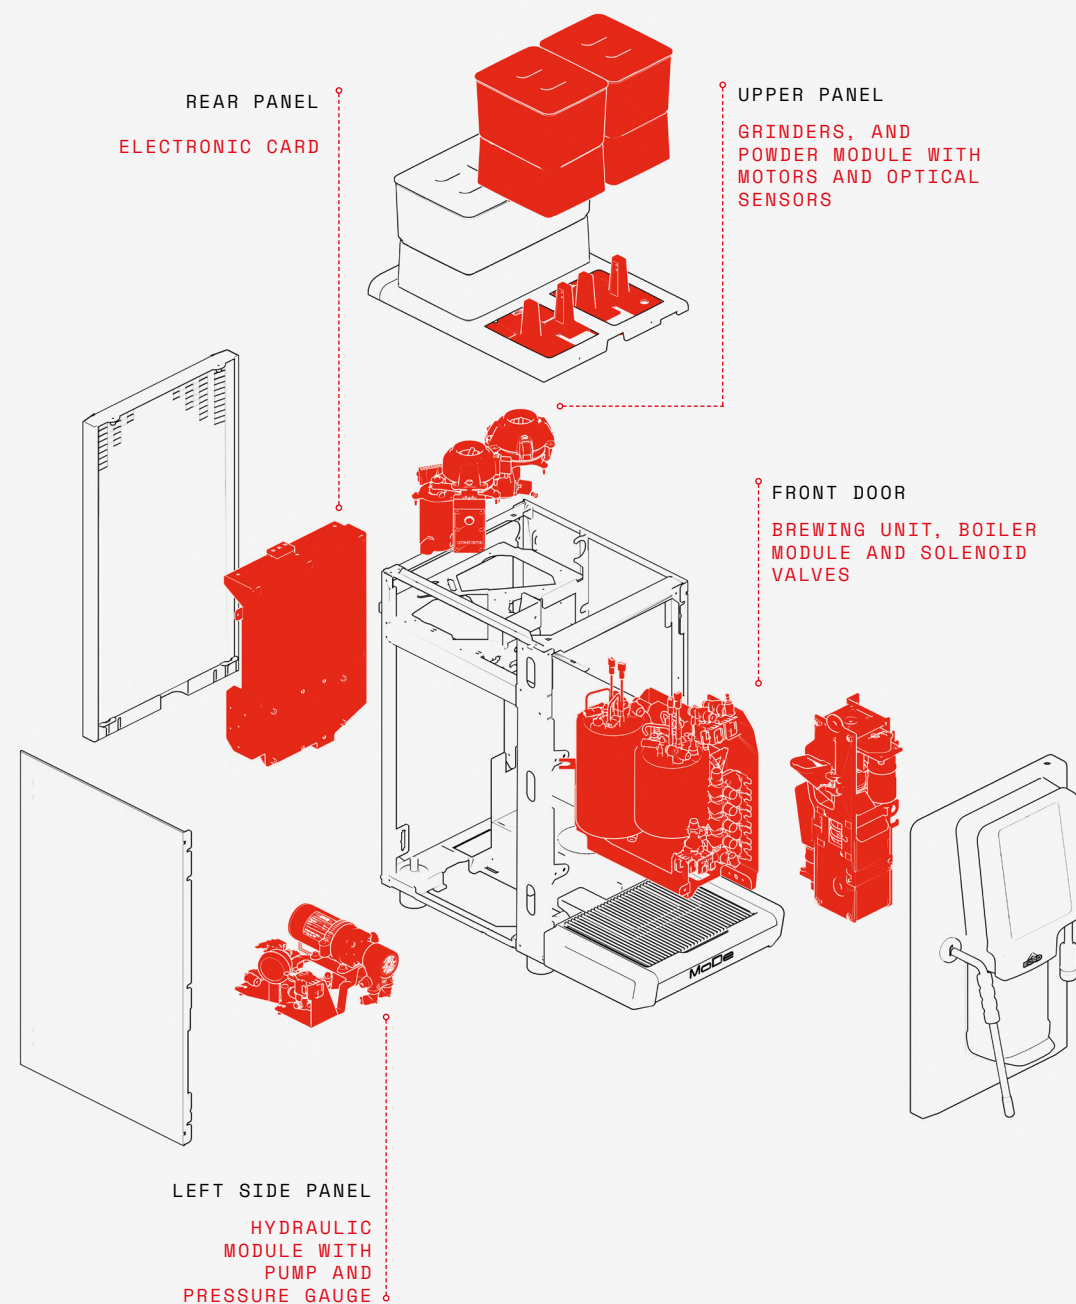 REAR PANEL
ELECTRONIC CARD
UPPER PANEL
GRINDERS, AND
POWDER MODULE WITH
MOTORS AND OPTICAL
SENSORS
FRONT DOOR
BREWING UNIT, BOILER
MODULE AND SOLENOID
VALVES
MoDe
LEFT SIDE PANEL
HYDRAULIC
MODULE WITH
PUMP AND
PRESSURE GAUGE